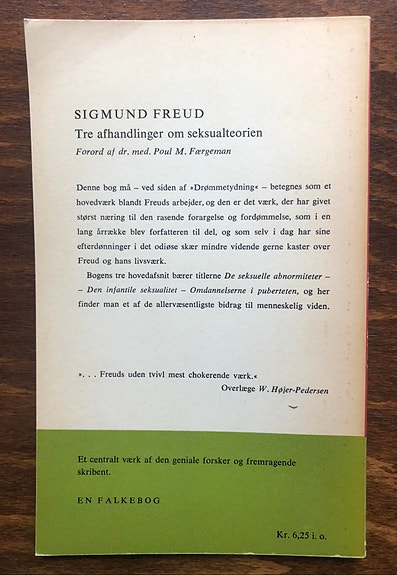 SIGMUND FREUD
Tre afhandlinger om seksualteorien
Forord af dr. med. Poul M. Færgeman
Denne bog må – ved siden af »Drømmetydning« – betegnes som et
hovedværk blandt Freuds arbejder, og den er det værk, der har givet
størst næring til den rasende forargelse og fordømmelse, som i en
lang årrække blev forfatteren til del, og som selv i dag har sine
efterdønninger i det odiøse skær mindre vidende gerne kaster over
Freud og hans livsværk.
Bogens tre hovedafsnit bærer titlerne De seksuelle abnormiteter –
– Den infantile seksualitet – Omdannelserne i puberteten, og her
finder man et af de allervæsentligste bidrag til menneskelig viden.
». . . Freuds uden tvivl mest chokerende værk.«
Overlæge W. Højer-Pedersen
Et centralt værk af den geniale forsker og fremragende
skribent.
EN FALKEBOG
Kr. 6,25 i. o.